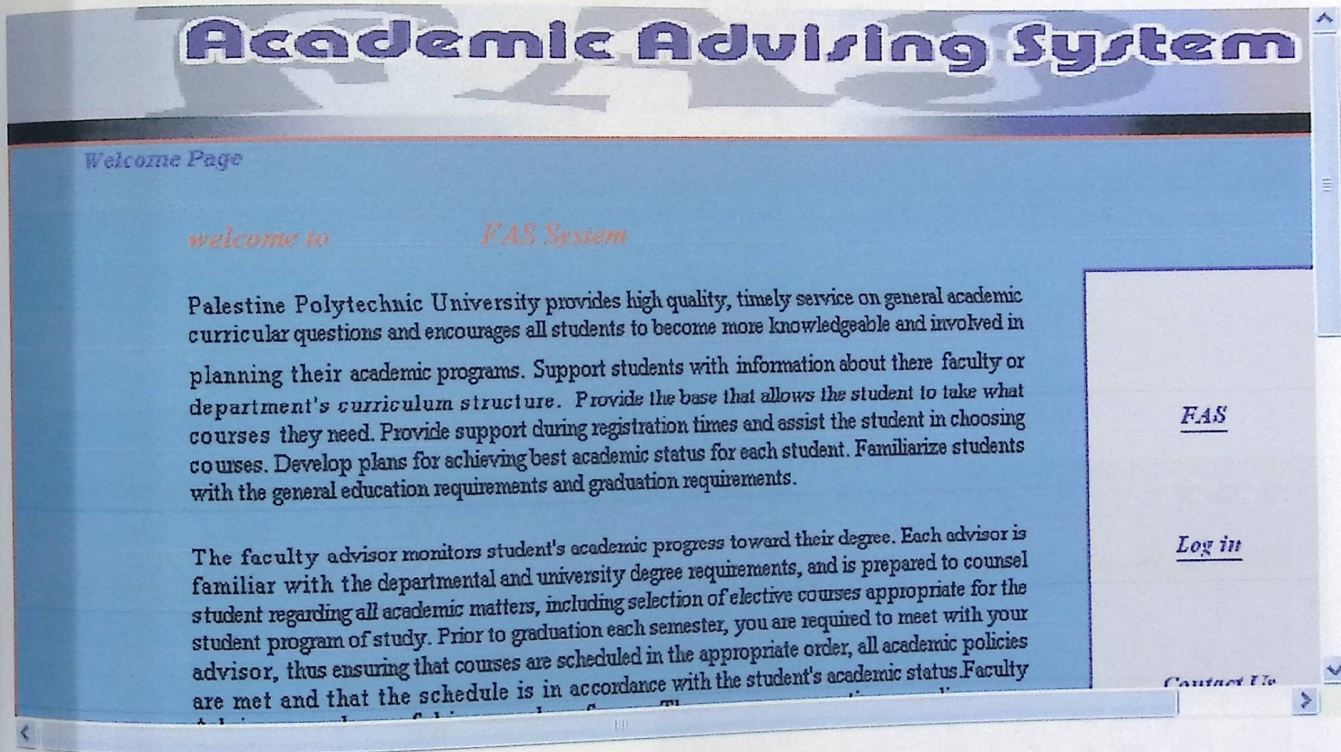 Academic Advising System
Welcome Page
welcome to FAS System
Palestine Polytechnic University provides high quality, timely service on general academic
curricular questions and encourages all students to become more knowledgeable and involved in
planning their academic programs. Support students with information about there faculty or
department's curriculum structure. Provide the base that allows the student to take what
courses they need. Provide support during registration times and assist the student in choosing
courses. Develop plans for achieving best academic status for each student. Familiarize students
with the general education requirements and graduation requirements.
The faculty advisor monitors student's academic progress toward their degree. Each advisor is
familiar with the departmental and university degree requirements, and is prepared to counsel
student regarding all academic matters, including selection of elective courses appropriate for the
student program of study. Prior to graduation each semester, you are required to meet with your
advisor, thus ensuring that courses are scheduled in the appropriate order, all academic policies
are met and that the schedule is in accordance with the student's academic status.Faculty
FAS
Log in
Contact Us